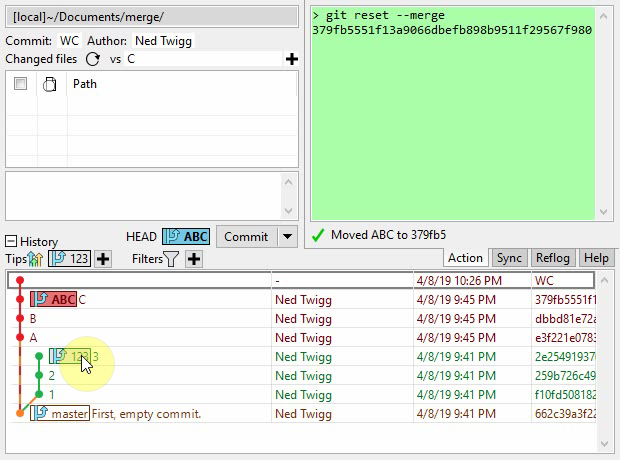 [local]~/Documents/merge/
Commit: WC Author: Ned Twigg
Changed files vs C
Path
> git reset --merge
379fb5551f13a9066dbefb898b9511f29567f980
Moved ABC to 379fb5
History
HEAD ABC Commit
Tips 123 Filters
Action Sync Reflog Help
- 4/8/19 10:26 PM WC
ABC C Ned Twigg 4/8/19 9:45 PM 379fb5551f1
B Ned Twigg 4/8/19 9:45 PM dbbd81e72a
A Ned Twigg 4/8/19 9:45 PM e3f221e078
123 3 Ned Twigg 4/8/19 9:41 PM 2e25491937
2 Ned Twigg 4/8/19 9:41 PM 259b726c49
1 Ned Twigg 4/8/19 9:41 PM f10fd508182
master First, empty commit. Ned Twigg 4/8/19 9:41 PM 662c39a3f22